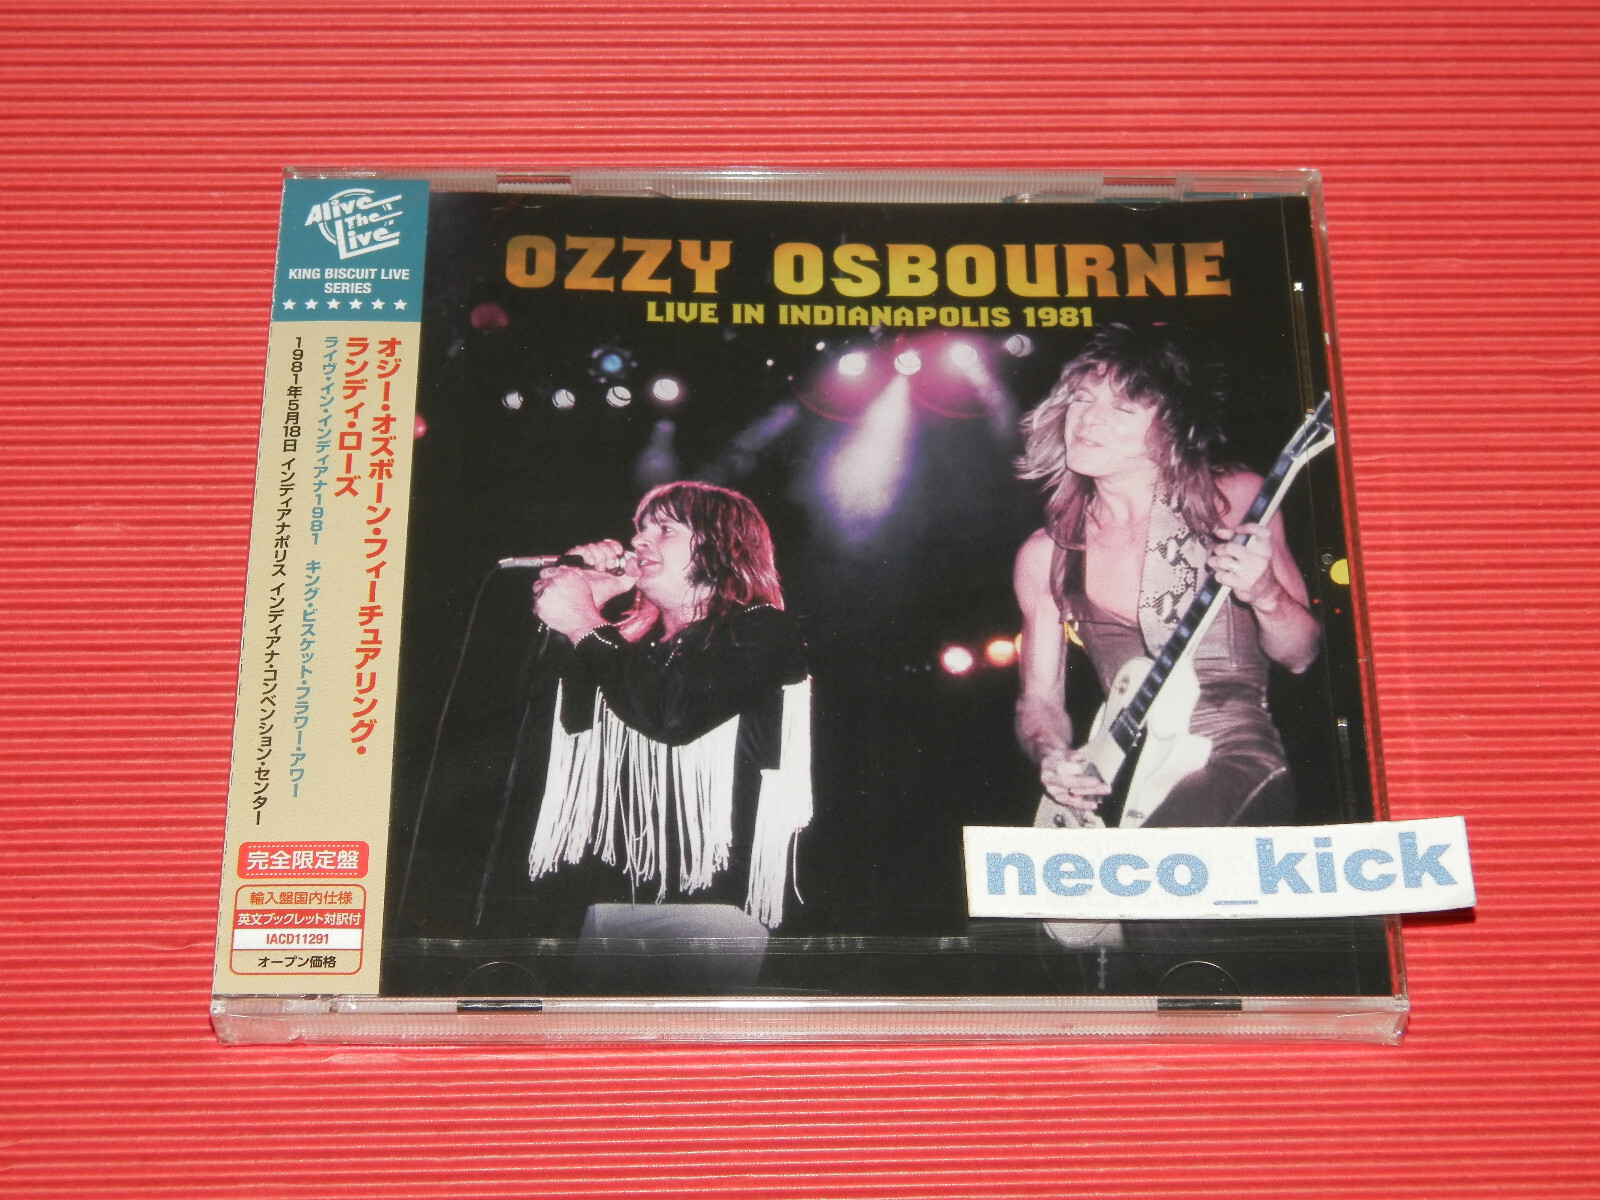 Alive The Live
KING BISCUIT LIVE
SERIES
オジー・オズボーン・フィーチュアリング・
ランディ・ローズ
ライヴ・イン・インディアナ1981 キング・ビスケット・フラワー・アワー
1981年5月18日 インディアナポリス インディアナ・コンベンション・センター
完全限定盤
輸入盤国内仕様
英文ブックレット対訳付
IACD11291
オープン価格
OZZY OSBOURNE
LIVE IN INDIANAPOLIS 1981
neco_kick